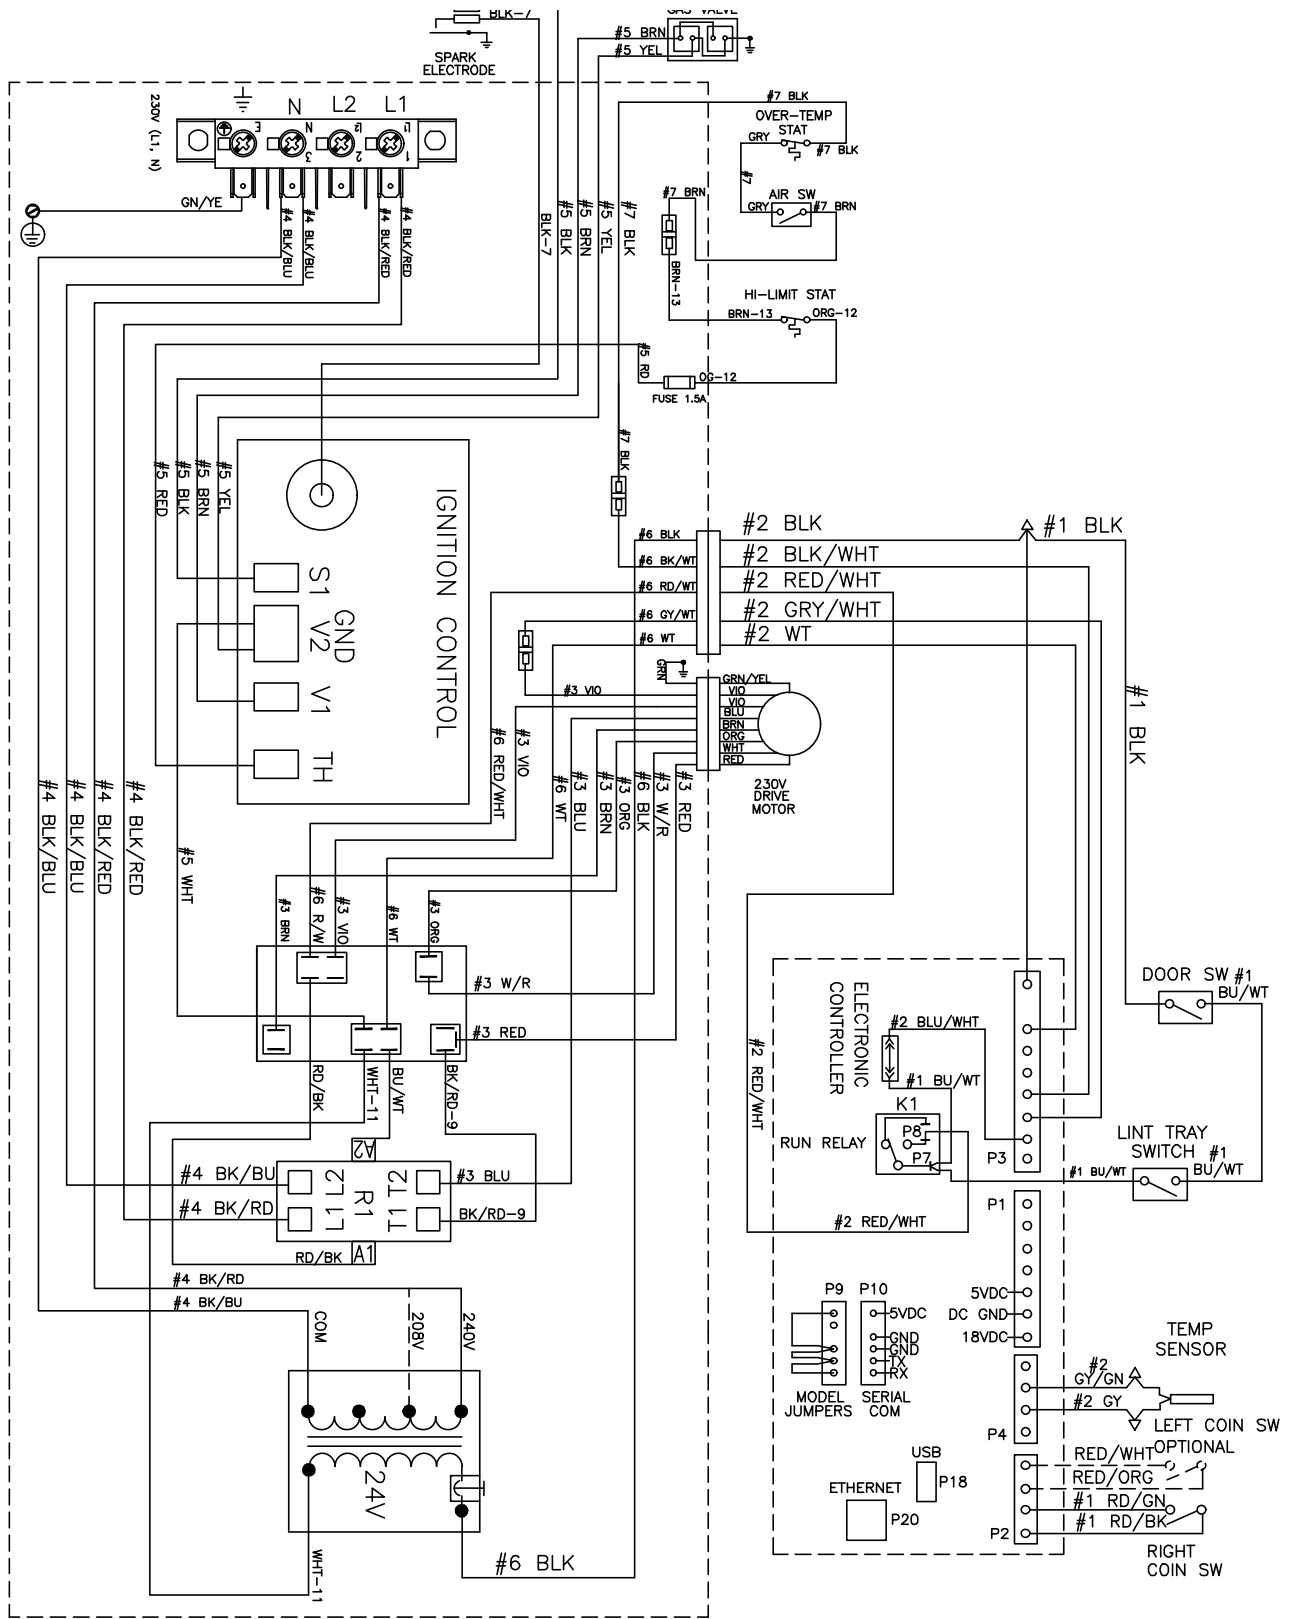 BLK-7
GAS VALVE
#5 BRN
#5 YEL
SPARK
ELECTRODE
230V (L1, N)
N
L2
L1
E
N
L2
L1
3
2
1
#7 BLK
OVER-TEMP
STAT
GRY
#7 BLK
#7
AIR SW
GRY
#7 BRN
#7 BRN
GN/YE
#4 BLK/BLU
#4 BLK/BLU
#4 BLK/RED
#4 BLK/RED
BLK-7
#5 BLK
#5 BRN
#5 YEL
#7 BLK
BRN-13
HI-LIMIT STAT
BRN-13
ORG-12
#5 RD
OG-12
FUSE 1.5A
#7 BLK
#5 RED
#5 BLK
#5 BRN
#5 YEL
IGNITION CONTROL
S1
GND
V2
V1
TH
#6 BLK
#6 BK/WT
#6 RD/WT
#6 GY/WT
#6 WT
#2 BLK
#2 BLK/WHT
#2 RED/WHT
#2 GRY/WHT
#2 WT
#1 BLK
#1 BLK
GRN
#3 VIO
GRN/YEL
VIO
VIO
BLU
BRN
ORG
WHT
RED
230V
DRIVE
MOTOR
#6 RED/WHT
#3 VIO
#6 WT
#3 BLU
#3 BRN
#3 ORG
#6 BLK
#3 W/R
#3 RED
#4 BLK/BLU
#4 BLK/BLU
#4 BLK/RED
#4 BLK/RED
#5 WHT
#3 BRN
#6 R/W
#3 VIO
#6 WT
#3 ORG
#3 W/R
#3 RED
RD/BK
WHT-11
BU/WT
BK/RD-9
A2
#4 BK/BU
#4 BK/RD
L2
L1
R1
T2
T1
#3 BLU
BK/RD-9
RD/BK
A1
#4 BK/RD
#4 BK/BU
COM
208V
240V
24V
WHT-11
#6 BLK
ELECTRONIC
CONTROLLER
#2 BLU/WHT
#1 BU/WT
K1
P8
RUN RELAY
P7
P3
#2 RED/WHT
#2 RED/WHT
DOOR SW #1
BU/WT
LINT TRAY
SWITCH #1
#1 BU/WT
BU/WT
P1
5VDC
DC GND
18VDC
P9
P10
5VDC
GND
GND
TX
RX
MODEL
JUMPERS
SERIAL
COM
TEMP
SENSOR
#2
GY/GN
#2 GY
P4
LEFT COIN SW
OPTIONAL
RED/WHT
RED/ORG
#1 RD/GN
#1 RD/BK
P2
RIGHT
COIN SW
USB
P18
ETHERNET
P20